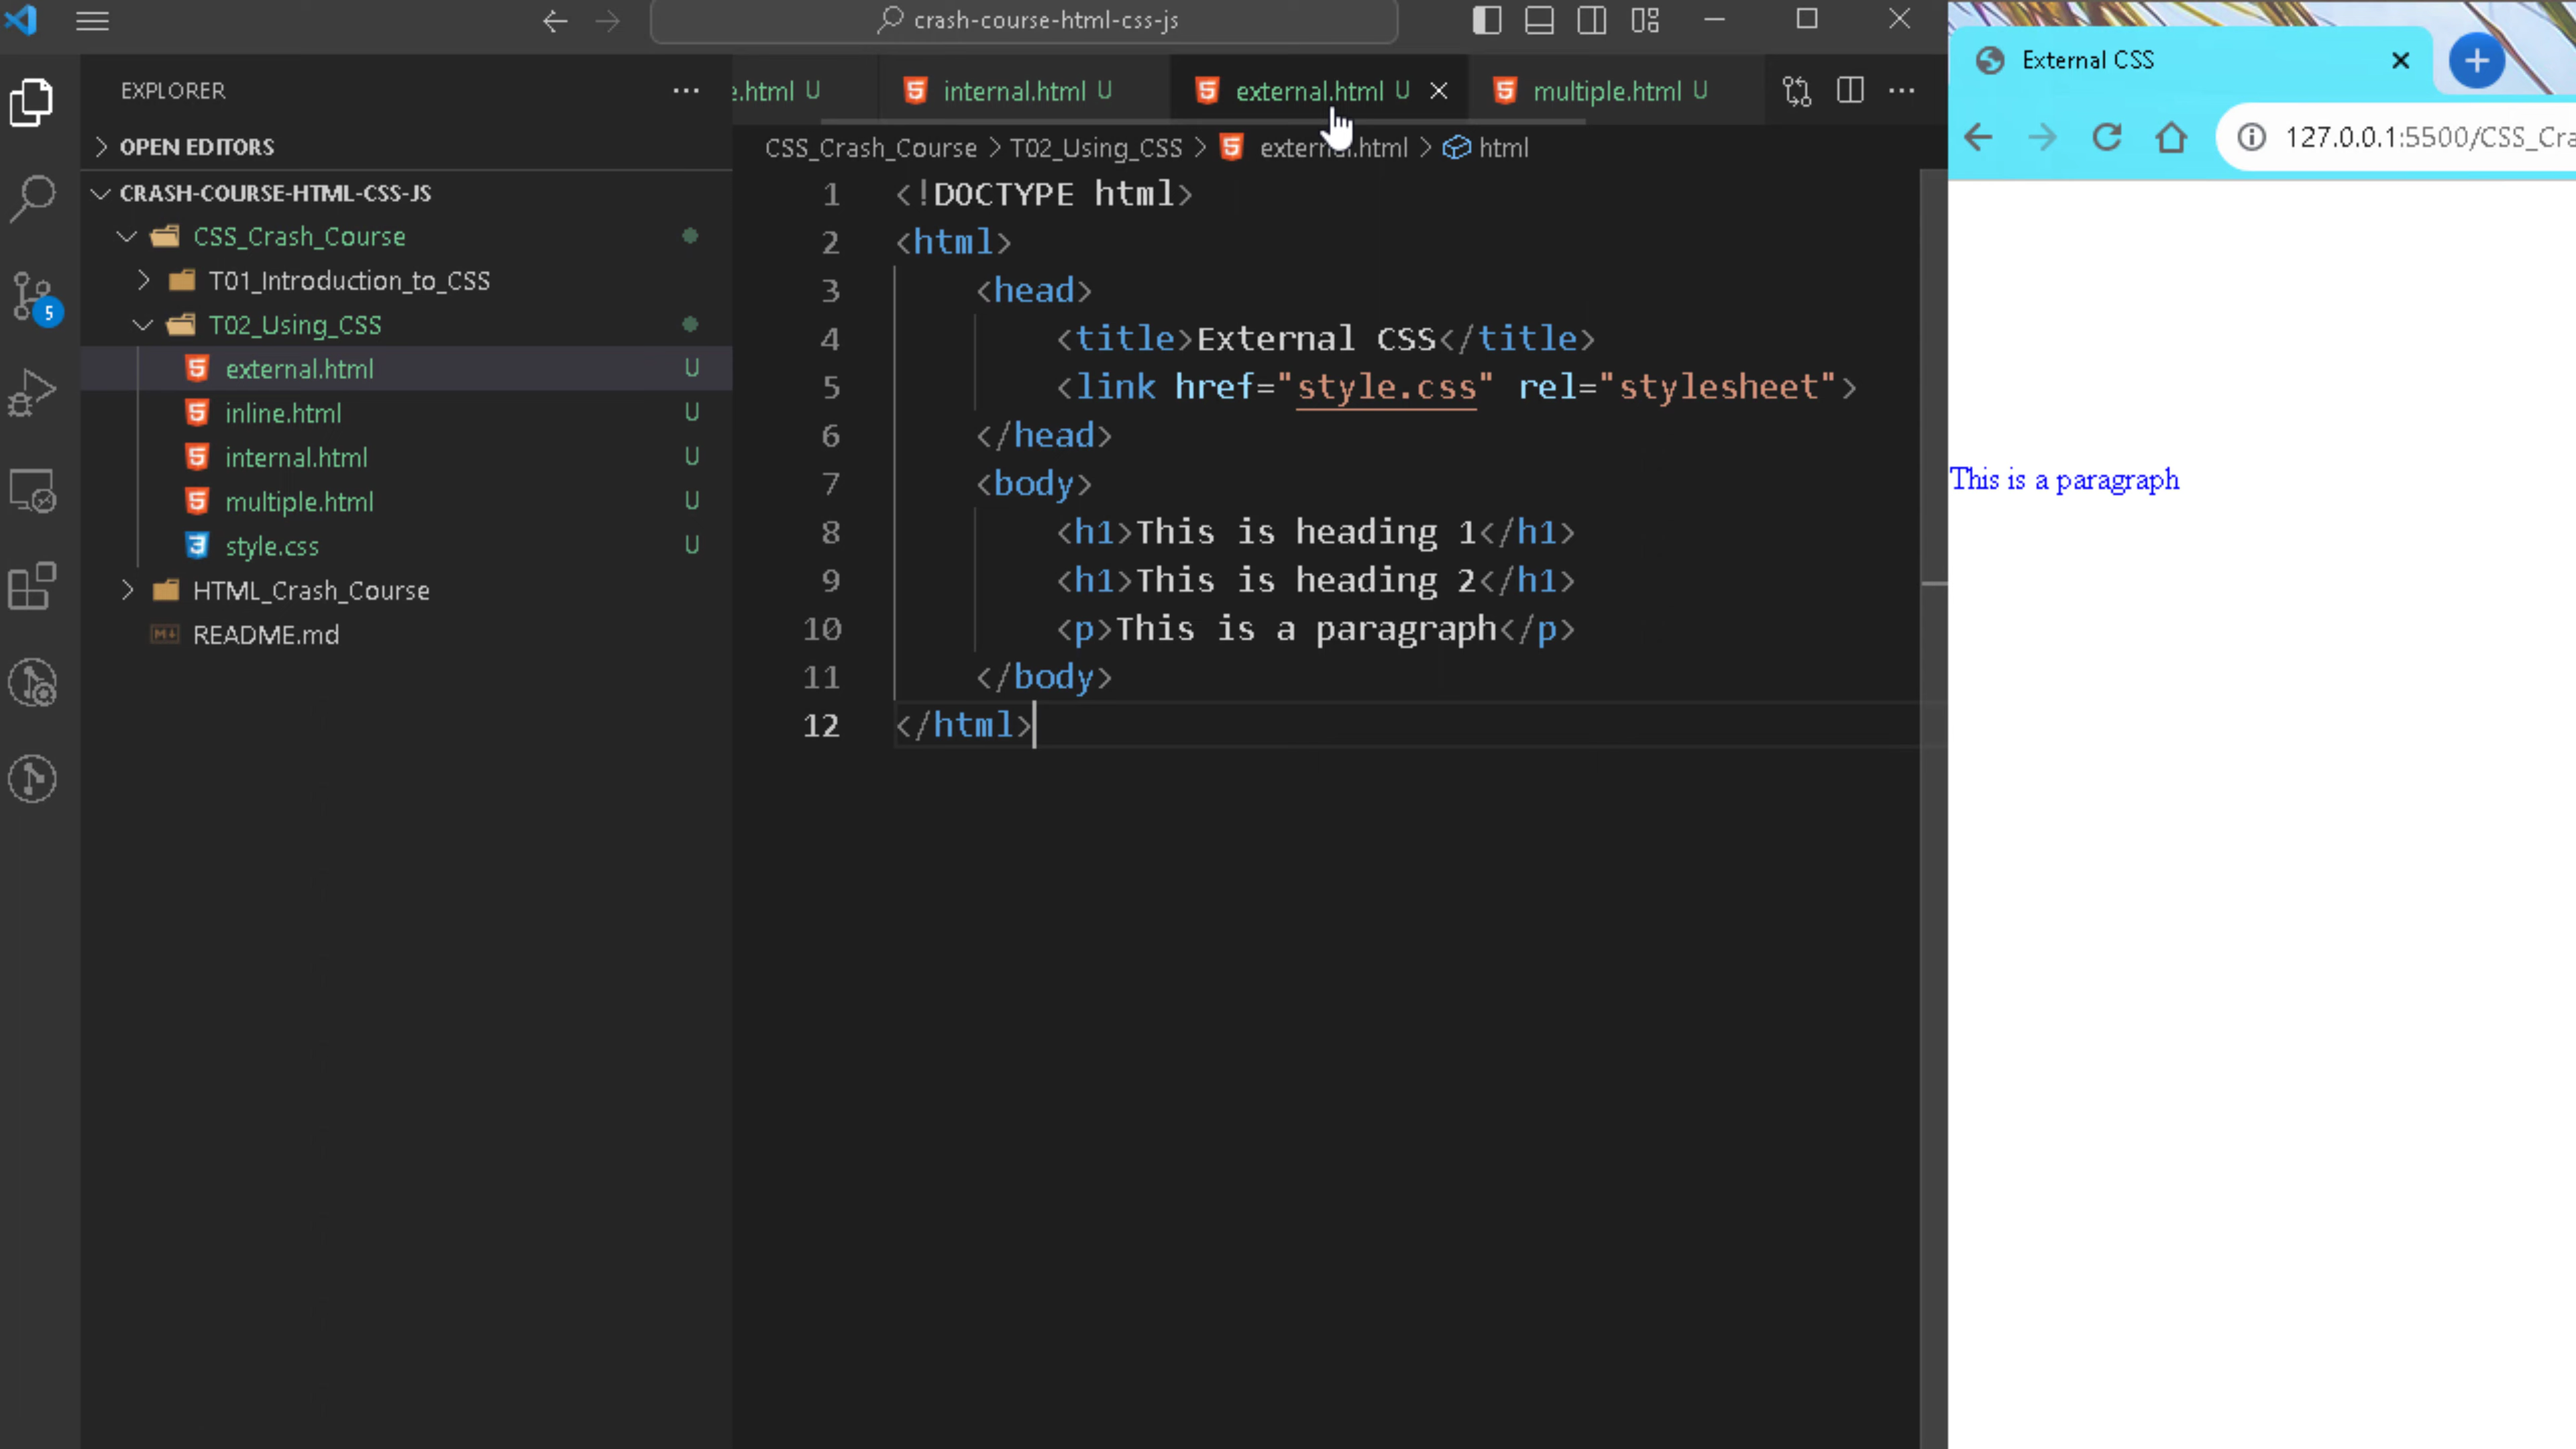 crash-course-html-css-js
EXPLORER
OPEN EDITORS
CRASH-COURSE-HTML-CSS-JS
CSS_Crash_Course
T01_Introduction_to_CSS
T02_Using_CSS
external.html U
inline.html U
internal.html U
multiple.html U
style.css U
HTML_Crash_Course
README.md
5
e.html U
internal.html U
external.html U
multiple.html U
CSS_Crash_Course > T02_Using_CSS > external.html > html
1 <!DOCTYPE html>
2 <html>
3 <head>
4 <title>External CSS</title>
5 <link href="style.css" rel="stylesheet">
6 </head>
7 <body>
8 <h1>This is heading 1</h1>
9 <h1>This is heading 2</h1>
10 <p>This is a paragraph</p>
11 </body>
12 </html>
External CSS
127.0.0.1:5500/CSS_Cra
This is a paragraph